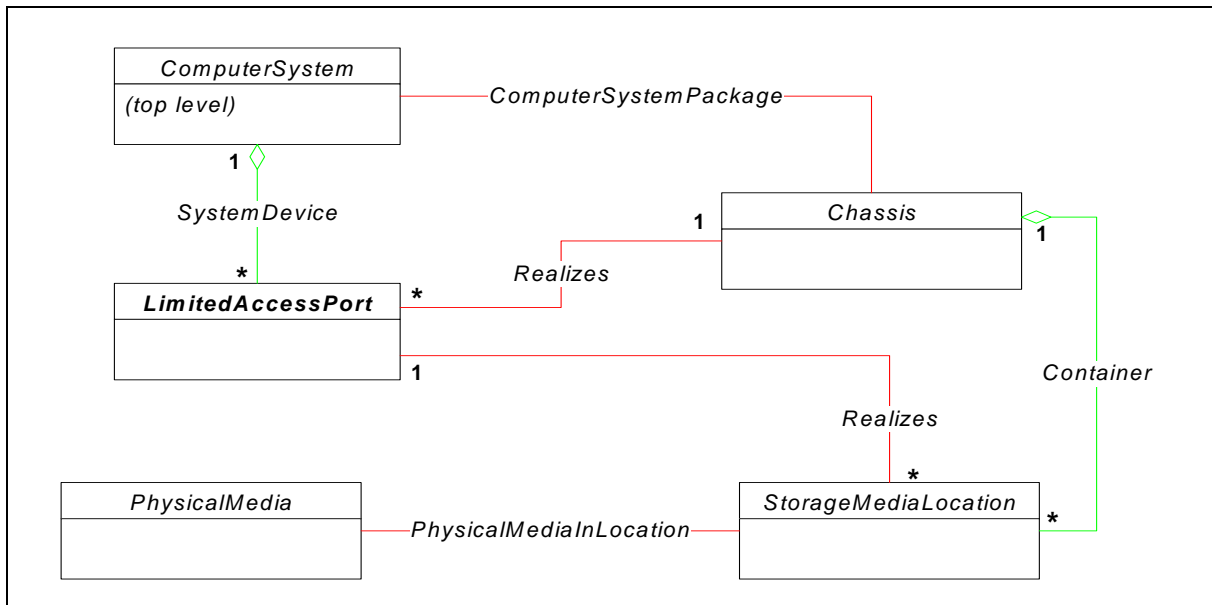 ComputerSystem
(top level)
ComputerSystemPackage
1
SystemDevice
Chassis
1
1
Realizes
*
*
LimitedAccessPort
1
Container
Realizes
*
PhysicalMedia
StorageMediaLocation
*
PhysicalMediaInLocation